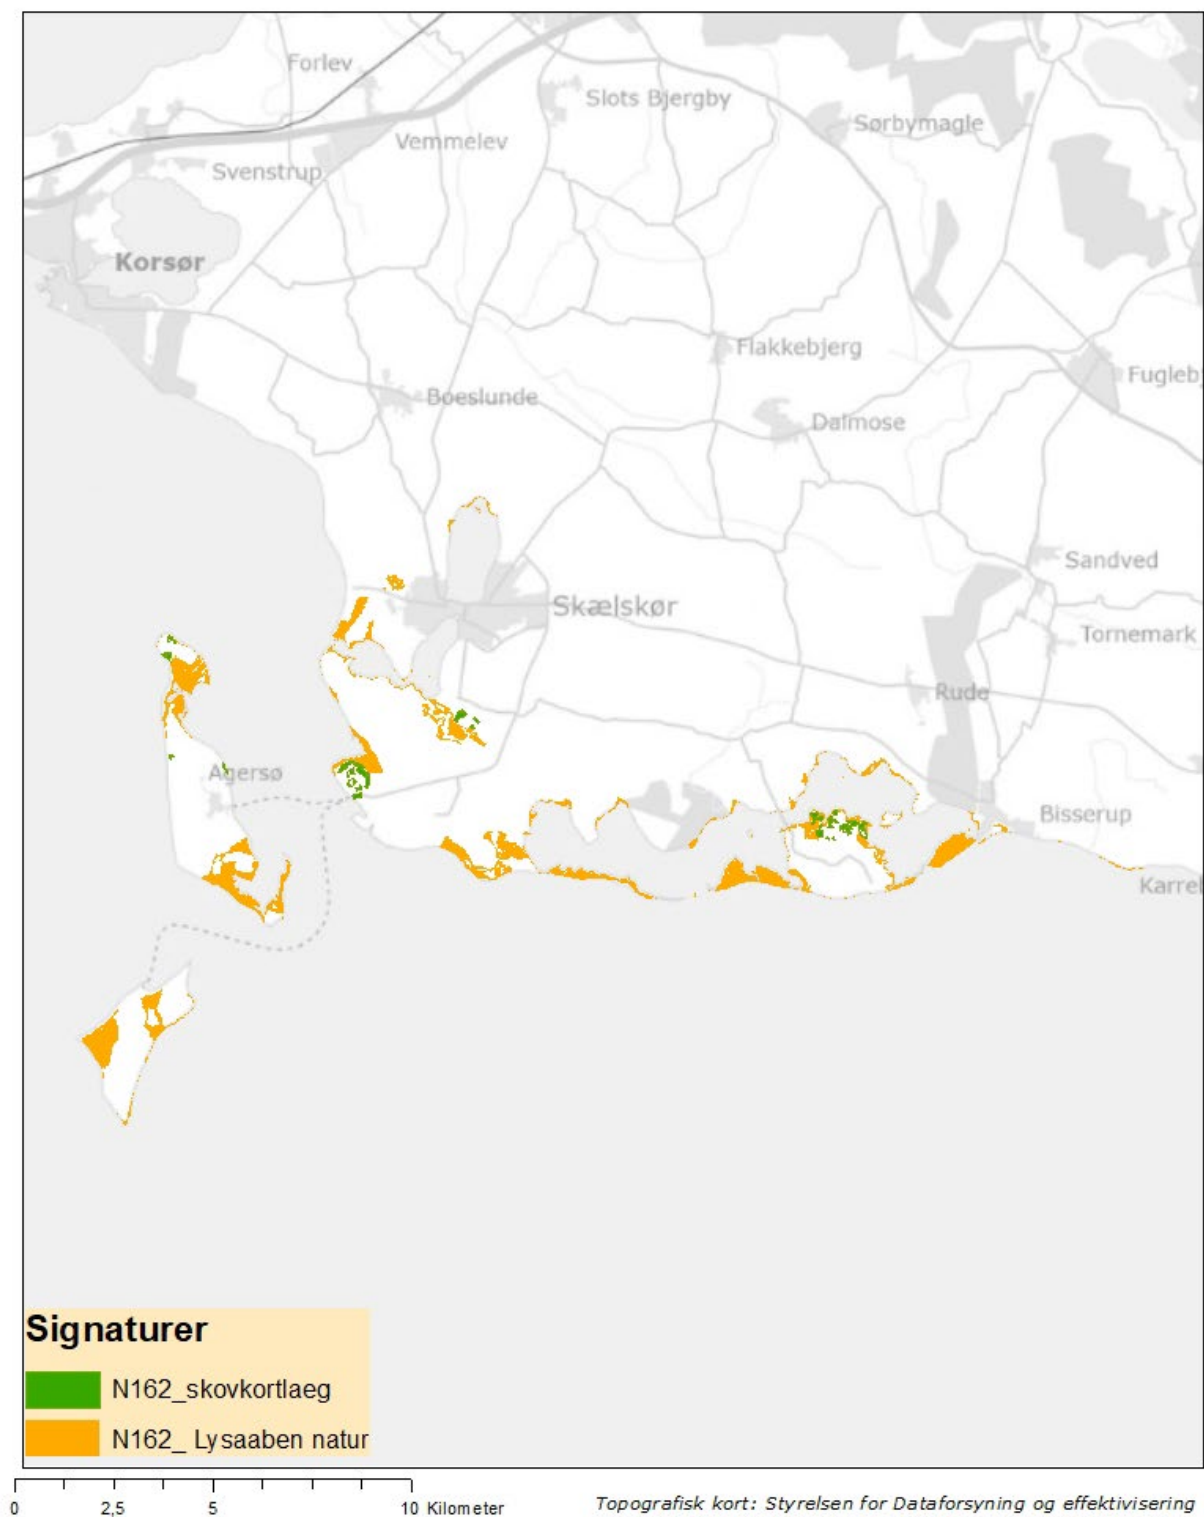 Forlev
Slots Bjergby
Sørbymagle
Vemmelev
Svenstrup
Korsør
Flakkebjerg
Fugleb
Boeslunde
Dalmose
Sandved
Skælskør
Tornemark
Rude
Agersø
Bisserup
Karrel
Signaturer
N162_skovkortlaeg
N162_ Lysaaben natur
0 2,5 5 10 Kilometer
Topografisk kort: Styrelsen for Dataforsyning og effektivisering